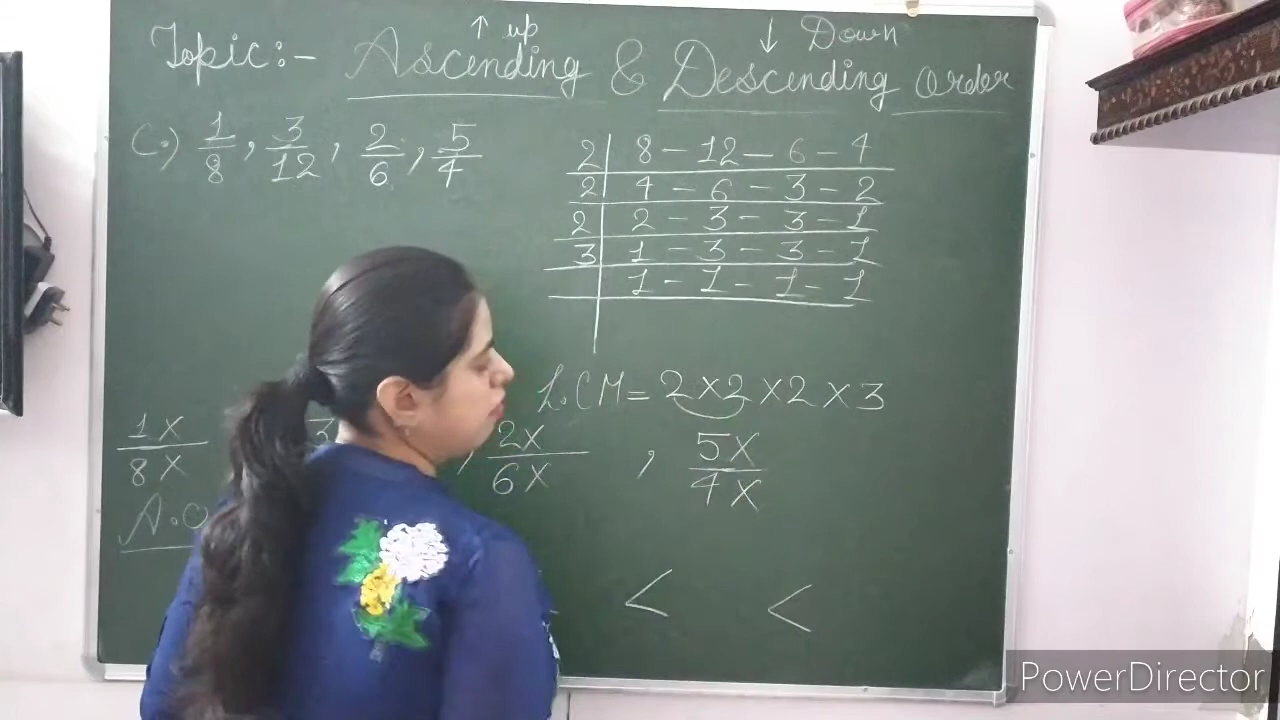 ↑ up ↓ Down
Topic:- Ascending & Descending order
C.) 1/8, 3/12, 2/6, 5/4
2 | 8 - 12 - 6 - 4
2 | 4 - 6 - 3 - 2
2 | 2 - 3 - 3 - 1
3 | 1 - 3 - 3 - 1
1 - 1 - 1 - 1
L.CM = 2 × 2 × 2 × 3
1×/8× 3 , 2×/6× , 5×/4×
A.O
< <
PowerDirector